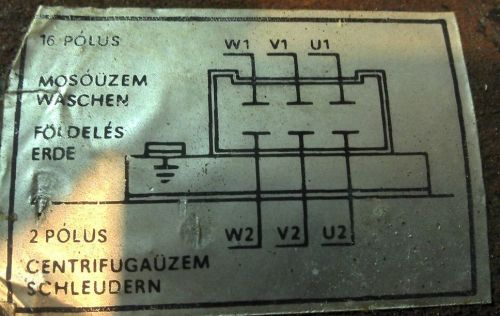 16 PÓLUS
W1 V1 U1
MOSÓÜZEM
WASCHEN
FÖLDELÉS
ERDE
2 PÓLUS
W2 V2 U2
CENTRIFUGAÜZEM
SCHLEUDERN